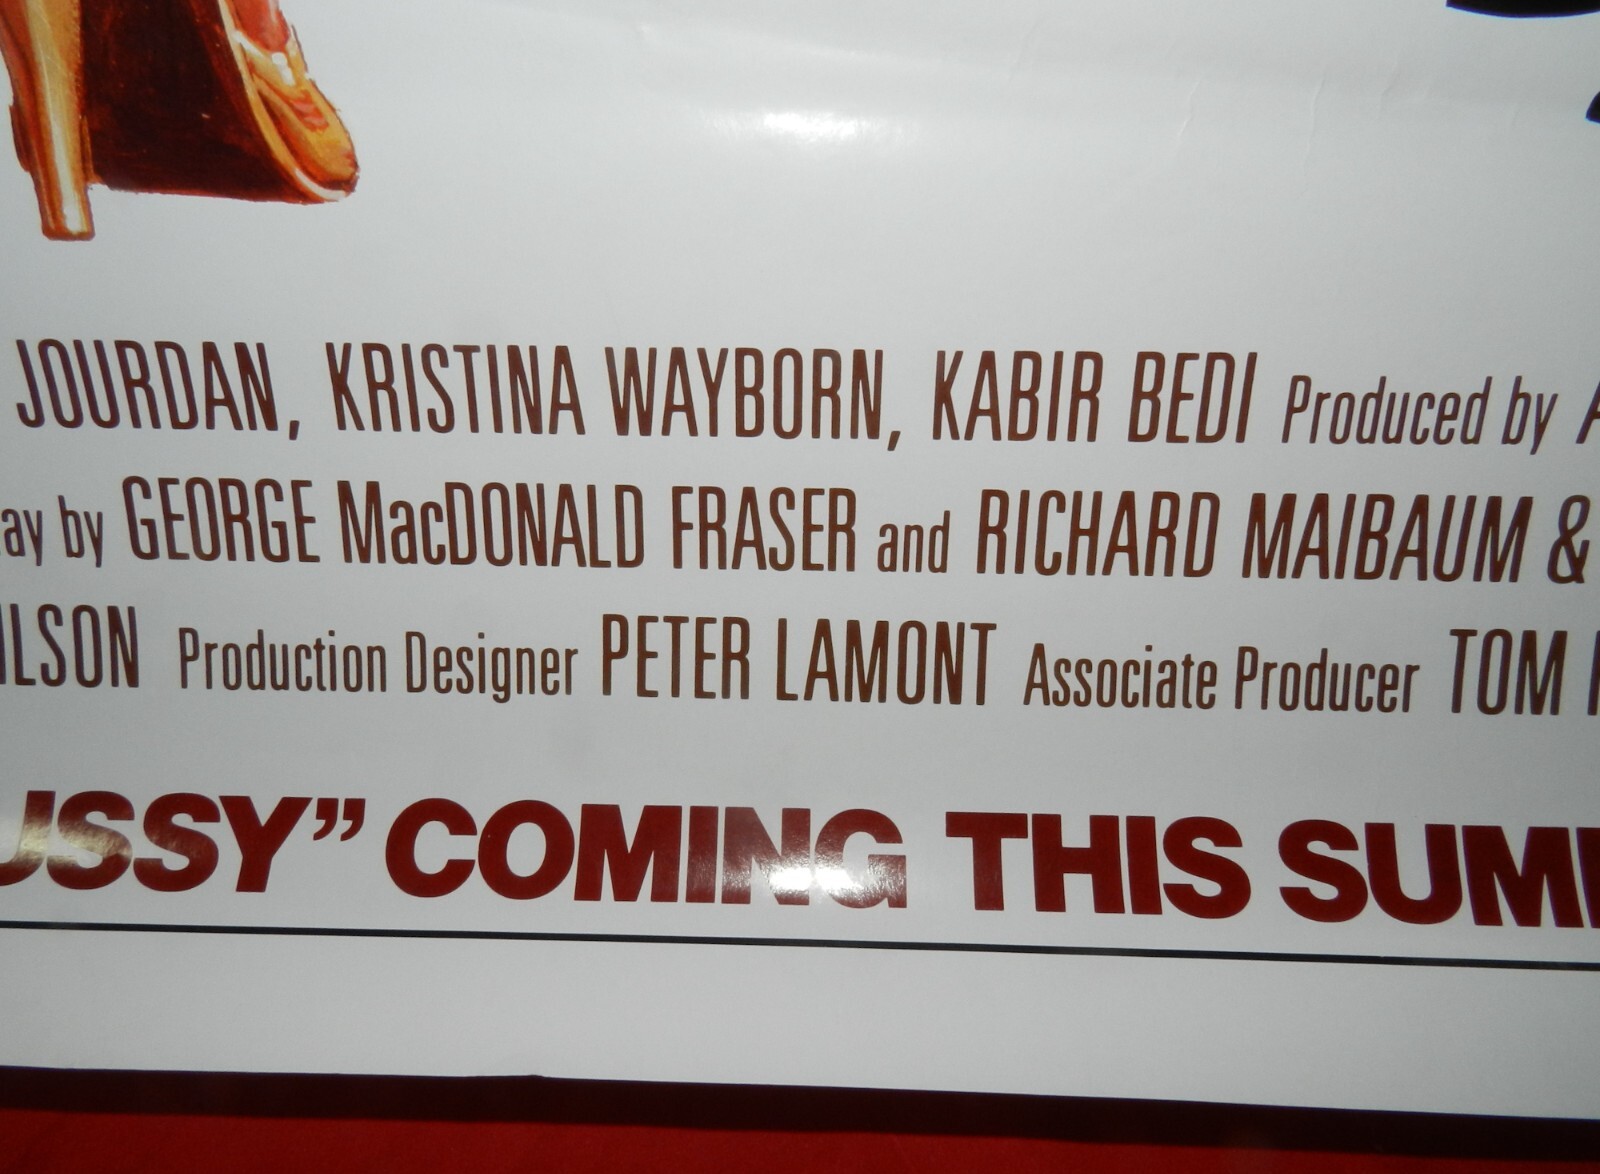 JOURDAN, KRISTINA WAYBORN, KABIR BEDI Produced by A
ay by GEORGE MacDONALD FRASER and RICHARD MAIBAUM &
ILSON Production Designer PETER LAMONT Associate Producer TOM
USSY” COMING THIS SUMM